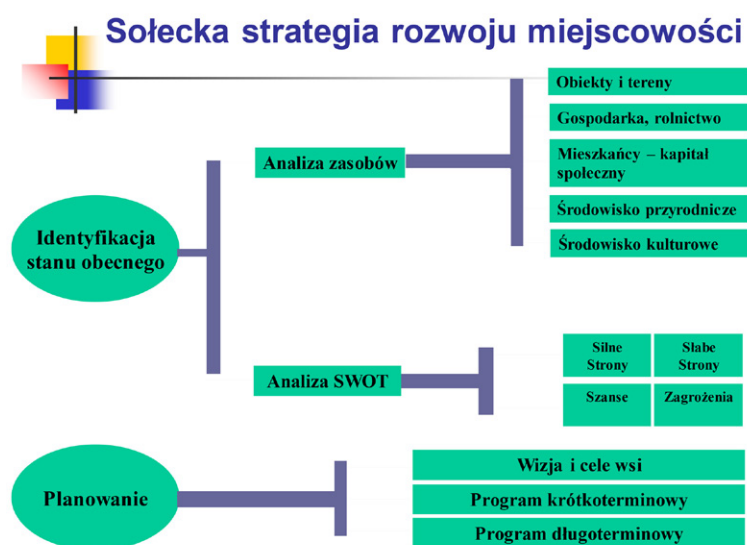 Sołecka strategia rozwoju miejscowości
Obiekty i tereny
Gospodarka, rolnictwo
Analiza zasobów
Mieszkańcy – kapitał
społeczny
Środowisko przyrodnicze
Środowisko kulturowe
Identyfikacja
stanu obecnego
Analiza SWOT
Silne
Strony
Słabe
Strony
Szanse
Zagrożenia
Planowanie
Wizja i cele wsi
Program krótkoterminowy
Program długoterminowy